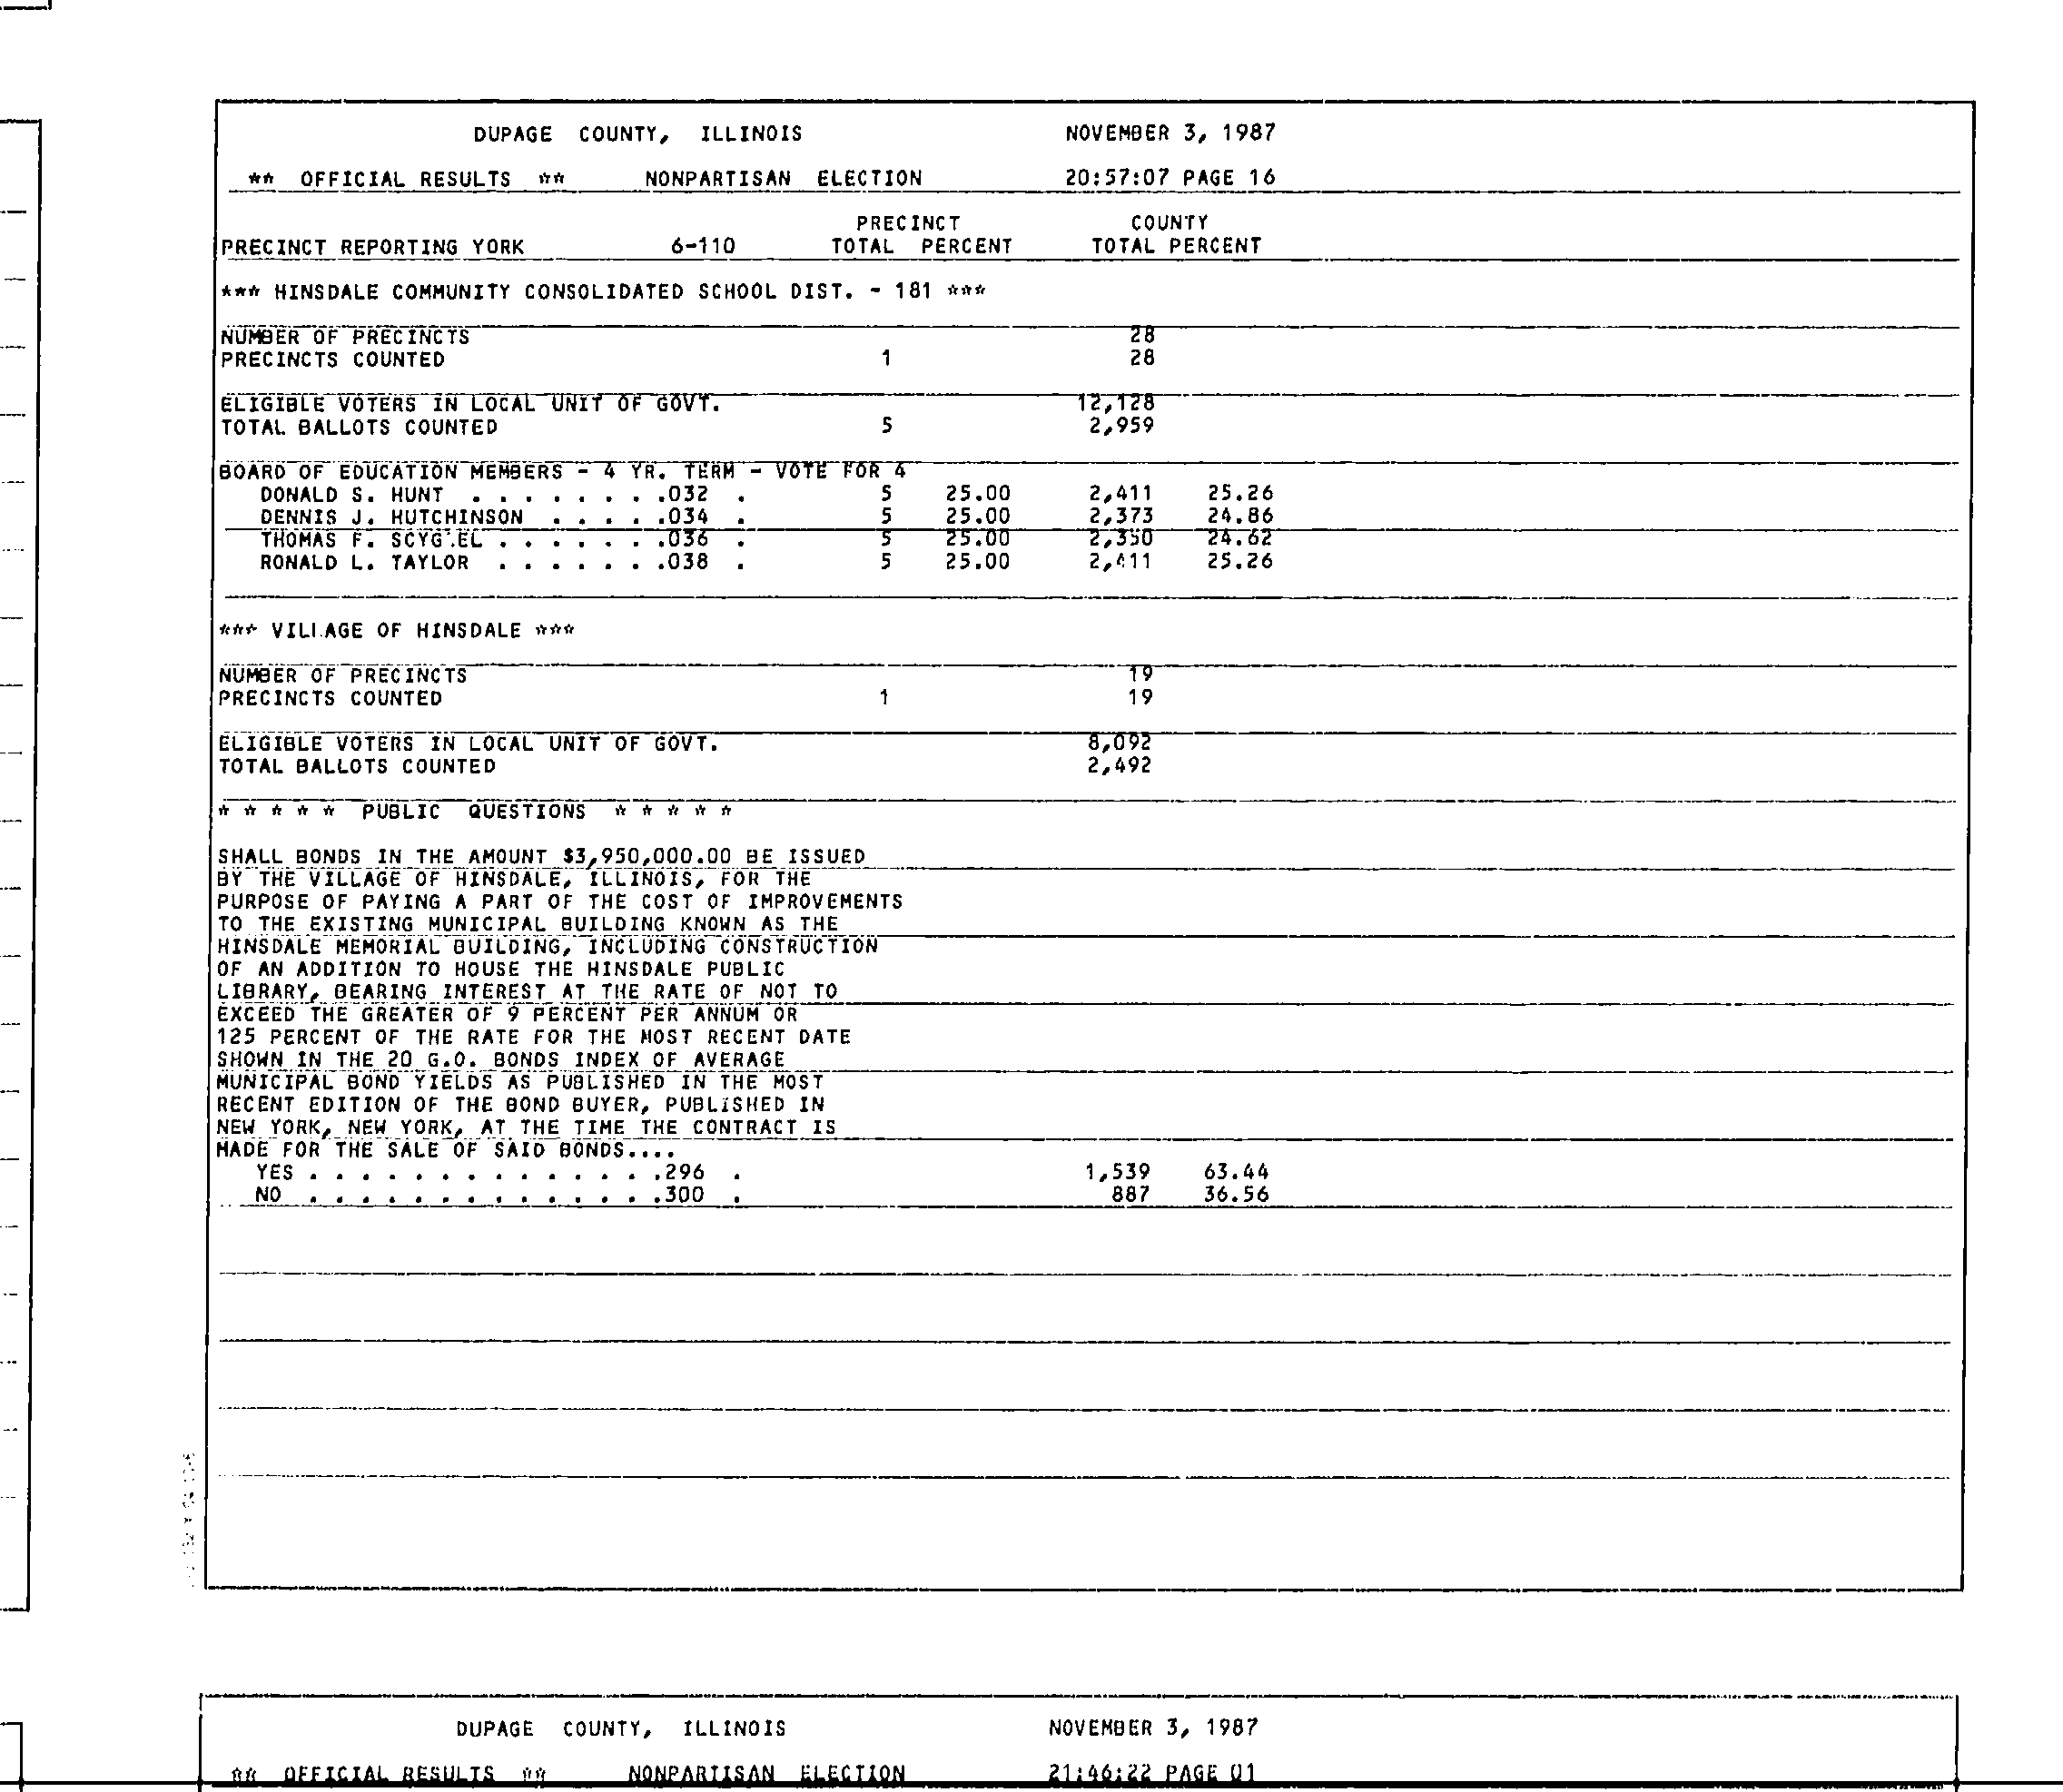 DUPAGE COUNTY, ILLINOIS NOVEMBER 3, 1987
** OFFICIAL RESULTS ** NONPARTISAN ELECTION 20:57:07 PAGE 16
PRECINCT COUNTY
PRECINCT REPORTING YORK 6-110 TOTAL PERCENT TOTAL PERCENT
*** HINSDALE COMMUNITY CONSOLIDATED SCHOOL DIST. - 181 ***
NUMBER OF PRECINCTS 28
PRECINCTS COUNTED 1 28
ELIGIBLE VOTERS IN LOCAL UNIT OF GOVT. 12,128
TOTAL BALLOTS COUNTED 5 2,959
BOARD OF EDUCATION MEMBERS - 4 YR. TERM - VOTE FOR 4
DONALD S. HUNT . . . . . . . .032 . 5 25.00 2,411 25.26
DENNIS J. HUTCHINSON . . . . .034 . 5 25.00 2,373 24.86
THOMAS F. . . . . . . .036 . 5 25.00 2,350 24.62
RONALD L. TAYLOR . . . . . . .038 . 5 25.00 2,411 25.26
*** VILLAGE OF HINSDALE ***
NUMBER OF PRECINCTS 19
PRECINCTS COUNTED 1 19
ELIGIBLE VOTERS IN LOCAL UNIT OF GOVT. 8,092
TOTAL BALLOTS COUNTED 2,492
* * * * * PUBLIC QUESTIONS * * * * *
SHALL BONDS IN THE AMOUNT $3,950,000.00 BE ISSUED
BY THE VILLAGE OF HINSDALE, ILLINOIS, FOR THE
PURPOSE OF PAYING A PART OF THE COST OF IMPROVEMENTS
TO THE EXISTING MUNICIPAL BUILDING KNOWN AS THE
HINSDALE MEMORIAL BUILDING, INCLUDING CONSTRUCTION
OF AN ADDITION TO HOUSE THE HINSDALE PUBLIC
LIBRARY, BEARING INTEREST AT THE RATE OF NOT TO
EXCEED THE GREATER OF 9 PERCENT PER ANNUM OR
125 PERCENT OF THE RATE FOR THE MOST RECENT DATE
SHOWN IN THE 20 G.O. BONDS INDEX OF AVERAGE
MUNICIPAL BOND YIELDS AS PUBLISHED IN THE MOST
RECENT EDITION OF THE BOND BUYER, PUBLISHED IN
NEW YORK, NEW YORK, AT THE TIME THE CONTRACT IS
MADE FOR THE SALE OF SAID BONDS....
YES . . . . . . . . . . . . . .296 . 1,539 63.44
NO . . . . . . . . . . . . . .300 . 887 36.56
DUPAGE COUNTY, ILLINOIS NOVEMBER 3, 1987
** OFFICIAL RESULTS ** NONPARTISAN ELECTION 21:46:22 PAGE 01